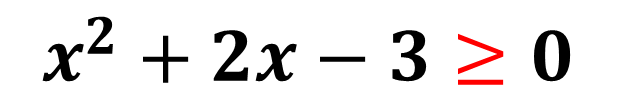 x² + 2x − 3 ≥ 0